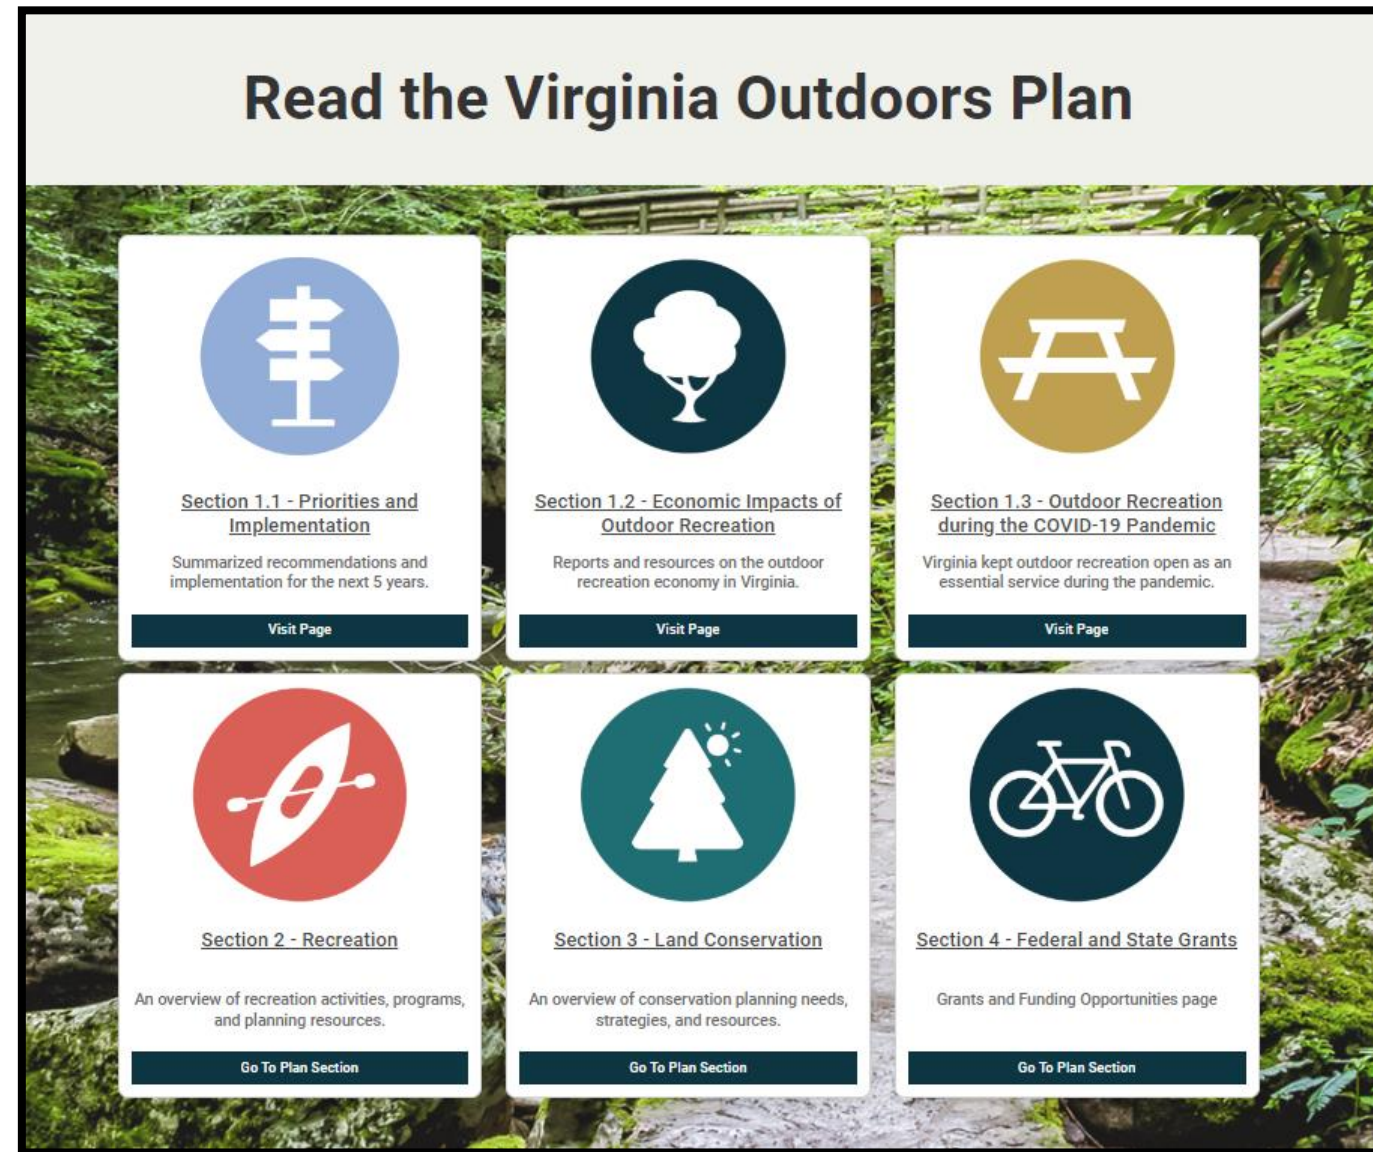 Read the Virginia Outdoors Plan
Section 1.1 - Priorities and
Implementation
Summarized recommendations and
implementation for the next 5 years.
Visit Page
Section 1.2 - Economic Impacts of
Outdoor Recreation
Reports and resources on the outdoor
recreation economy in Virginia.
Visit Page
Section 1.3 - Outdoor Recreation
during the COVID-19 Pandemic
Virginia kept outdoor recreation open as an
essential service during the pandemic.
Visit Page
Section 2 - Recreation
An overview of recreation activities, programs,
and planning resources.
Go To Plan Section
Section 3 - Land Conservation
An overview of conservation planning needs,
strategies, and resources.
Go To Plan Section
Section 4 - Federal and State Grants
Grants and Funding Opportunities page
Go To Plan Section